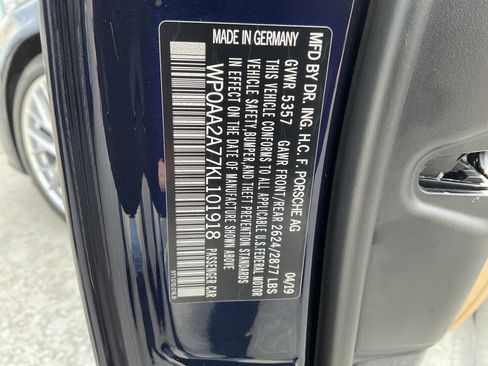 MFD BY DR. ING. H.C. F. PORSCHE AG
MADE IN GERMANY 04/19
GVWR 5357 GAWR FRONT/REAR 2624/2877 LBS
THIS VEHICLE CONFORMS TO ALL APPLICABLE U.S.FEDERAL MOTOR
VEHICLE SAFETY,BUMPER,AND THEFT PREVENTION STANDARDS
IN EFFECT ON THE DATE OF MANUFACTURE SHOWN ABOVE
WP0AA2A77KL101918 PASSENGER CAR